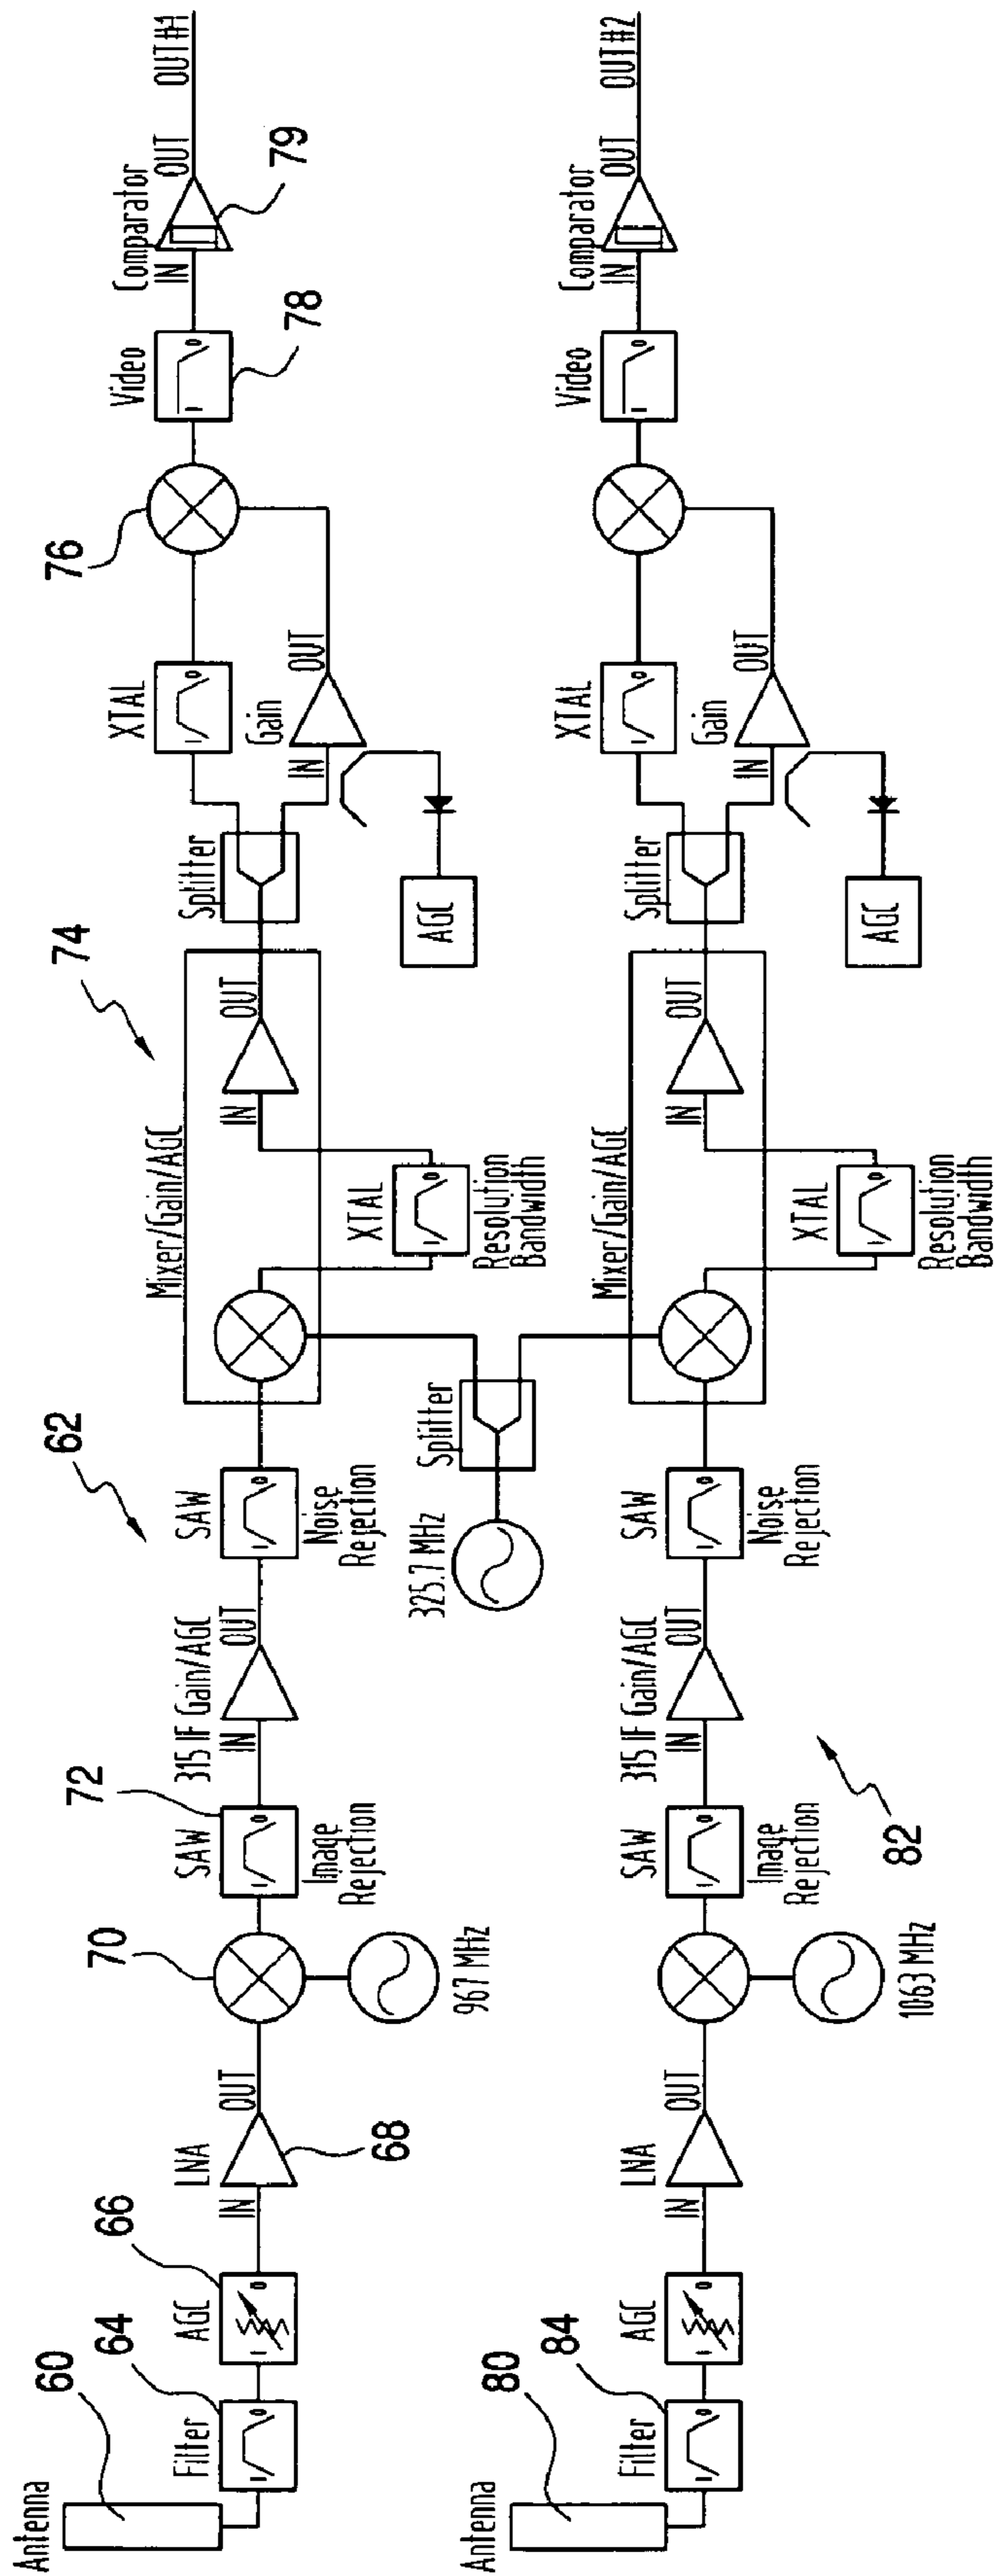 Antenna
60
Filter
64
AGC
66
LNA
IN
OUT
68
70
967 MHz
SAW
72
Image
Rejection
315 IF Gain/AGC
IN
OUT
62
SAW
Noise
Rejection
Mixer/Gain/AGC
74
XTAL
Resolution
Bandwidth
IN
OUT
Splitter
AGC
XTAL
Gain
IN
OUT
76
Video
78
Comparator
IN
OUT
79
OUT#1
325.7 MHz
Splitter
Antenna
80
Filter
84
AGC
LNA
IN
OUT
1063 MHz
SAW
Image
Rejection
82
315 IF Gain/AGC
IN
OUT
SAW
Noise
Rejection
Mixer/Gain/AGC
XTAL
Resolution
Bandwidth
IN
OUT
Splitter
AGC
XTAL
Gain
IN
OUT
Video
Comparator
IN
OUT
OUT#2